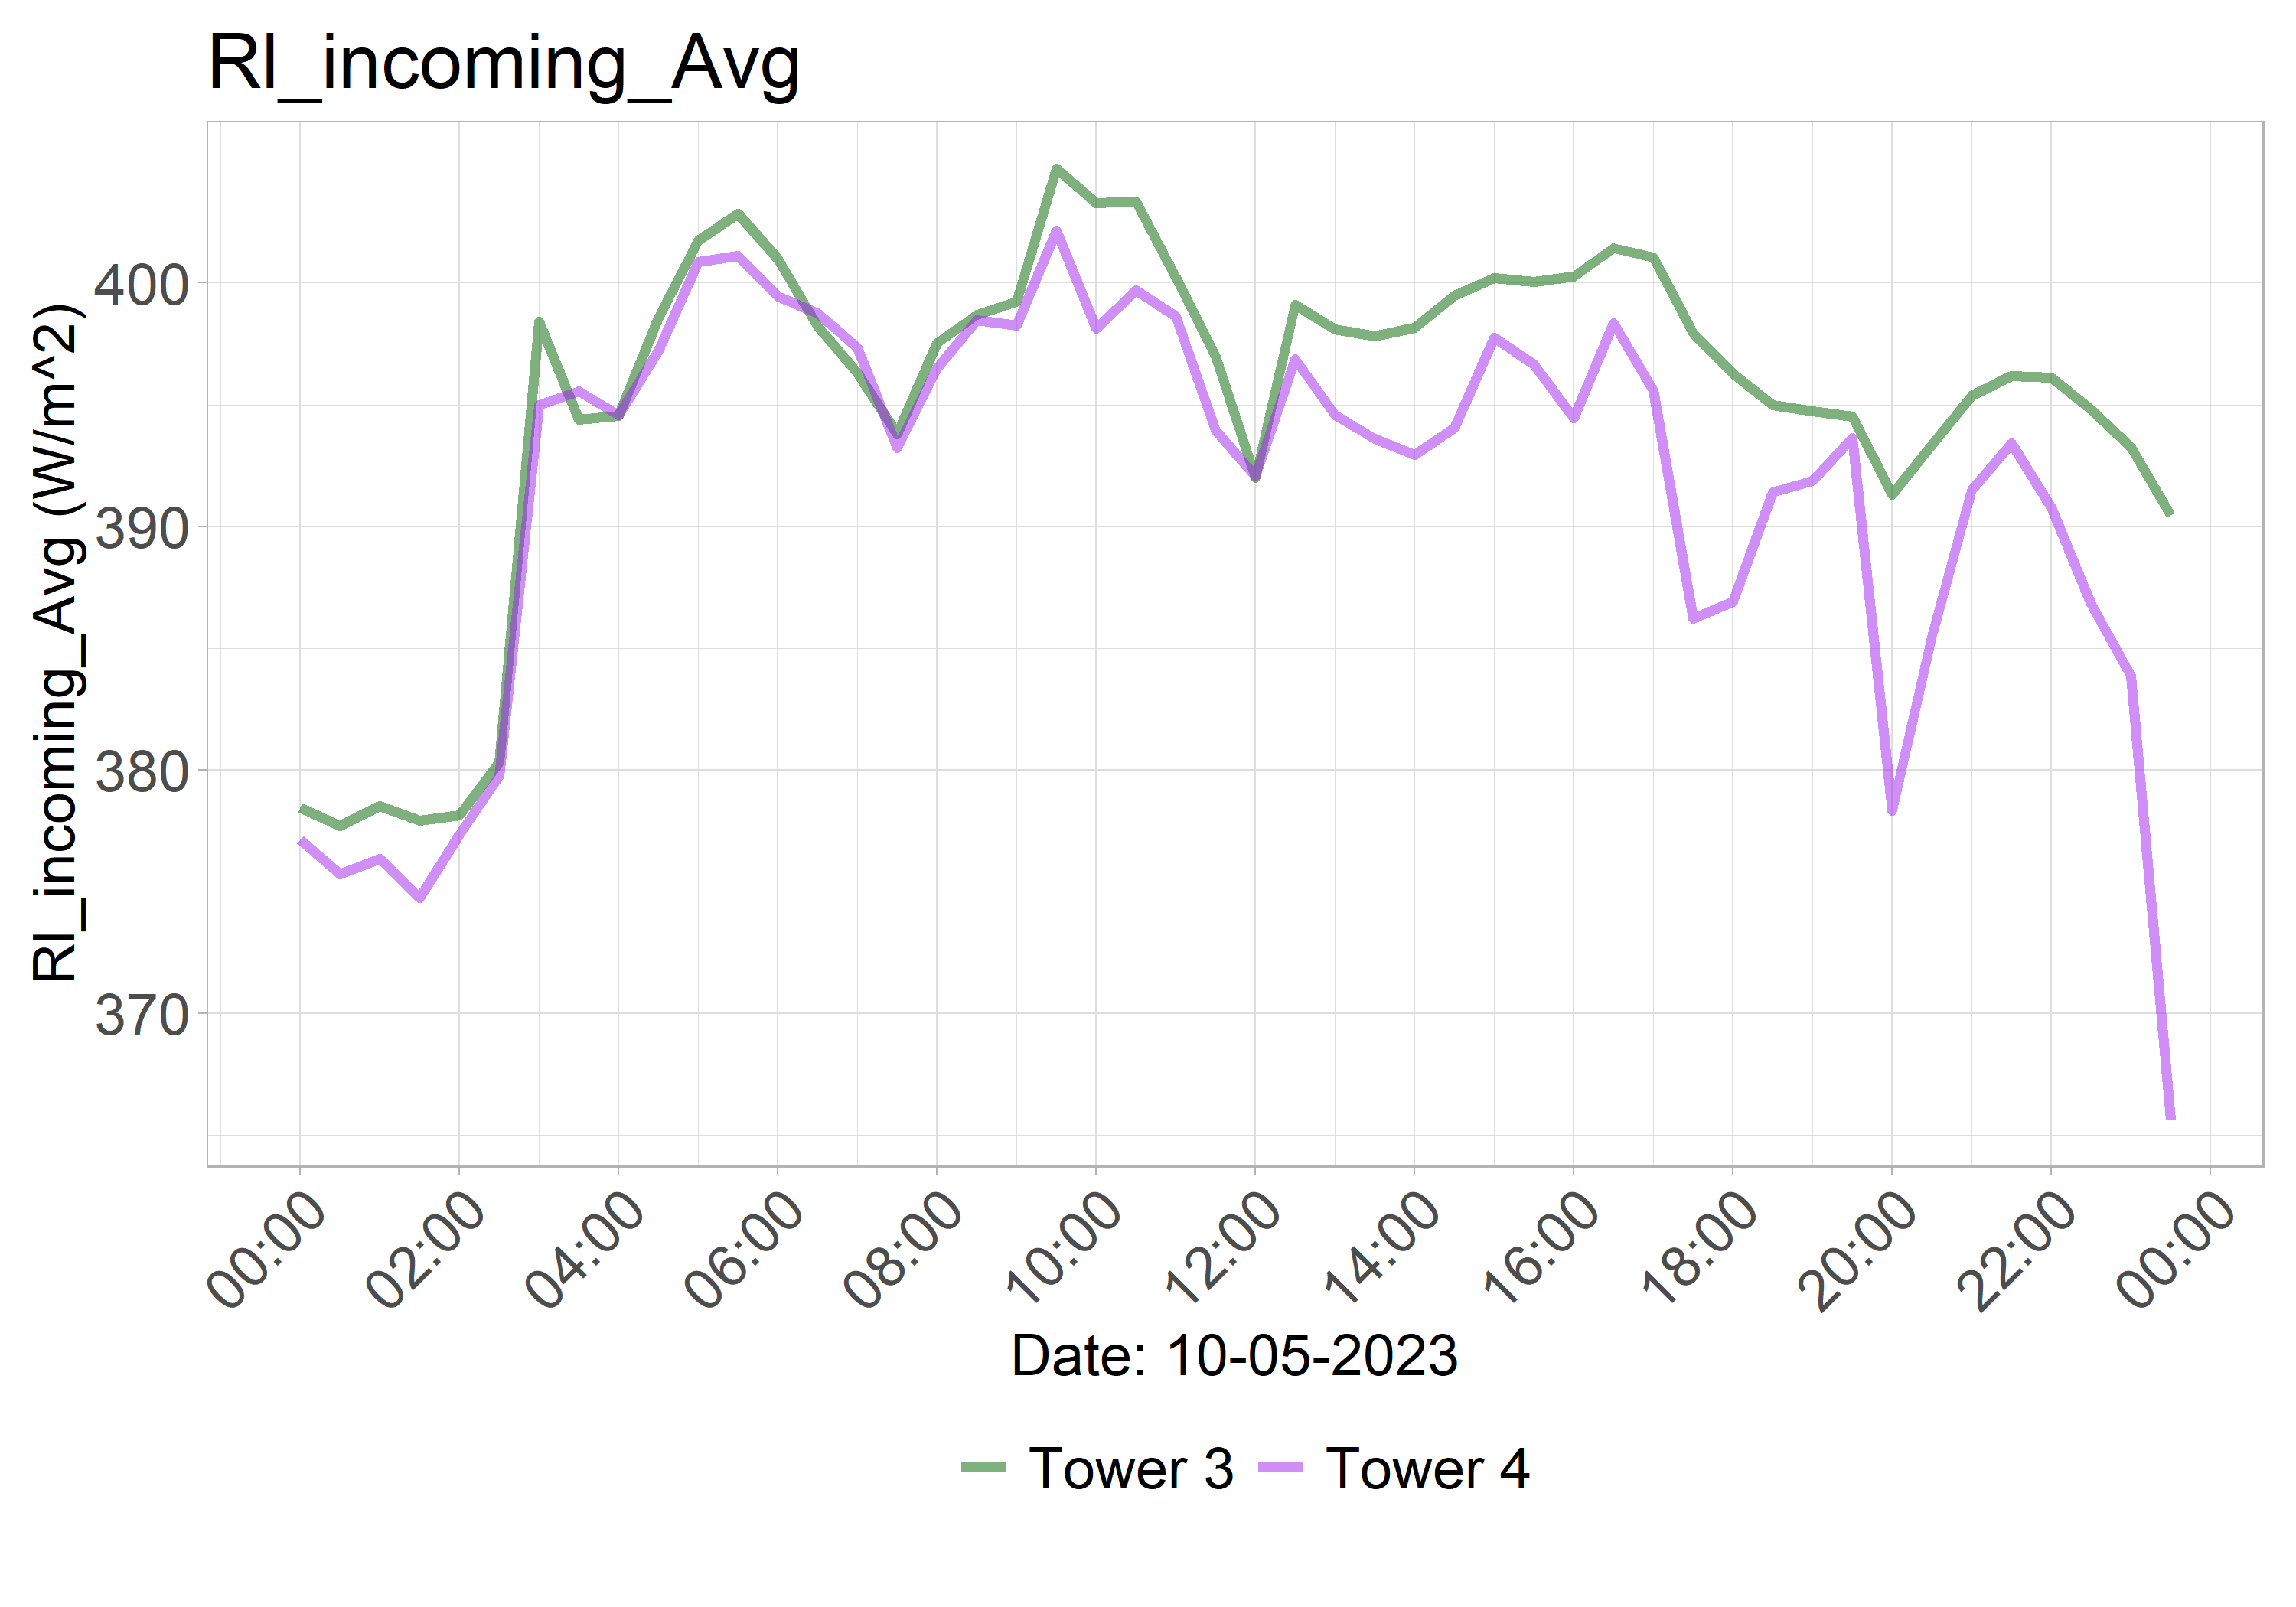 Rl_incoming_Avg
Rl_incoming_Avg (W/m^2)
400
390
380
370
00:00 02:00 04:00 06:00 08:00 10:00 12:00 14:00 16:00 18:00 20:00 22:00 00:00
Date: 10-05-2023
Tower 3 Tower 4